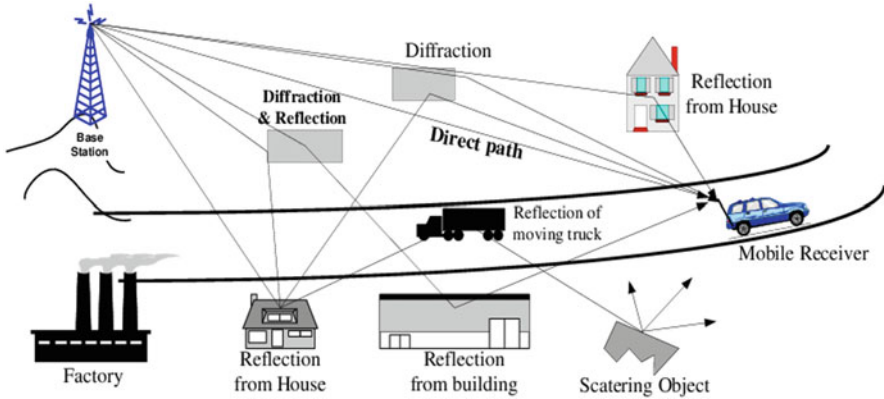 Diffraction
Diffraction
& Reflection
Reflection
from House
Base
Station
Direct path
Reflection of
moving truck
Mobile Receiver
Factory
Reflection
from House
Reflection
from building
Scatering Object